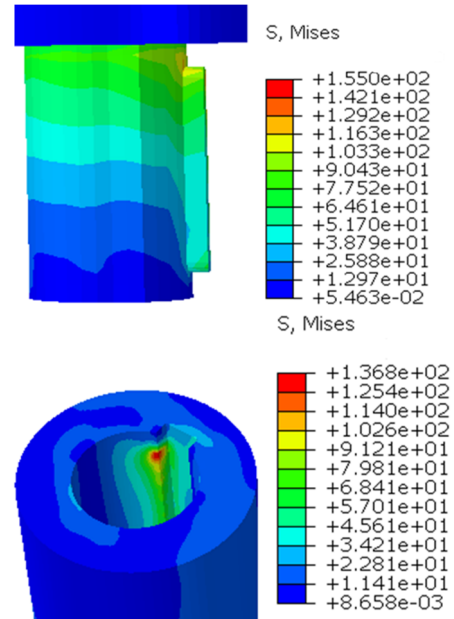 S, Mises
+1.550e+02
+1.421e+02
+1.292e+02
+1.163e+02
+1.033e+02
+9.043e+01
+7.752e+01
+6.461e+01
+5.170e+01
+3.879e+01
+2.588e+01
+1.297e+01
+5.463e-02
S, Mises
+1.368e+02
+1.254e+02
+1.140e+02
+1.026e+02
+9.121e+01
+7.981e+01
+6.841e+01
+5.701e+01
+4.561e+01
+3.421e+01
+2.281e+01
+1.141e+01
+8.658e-03